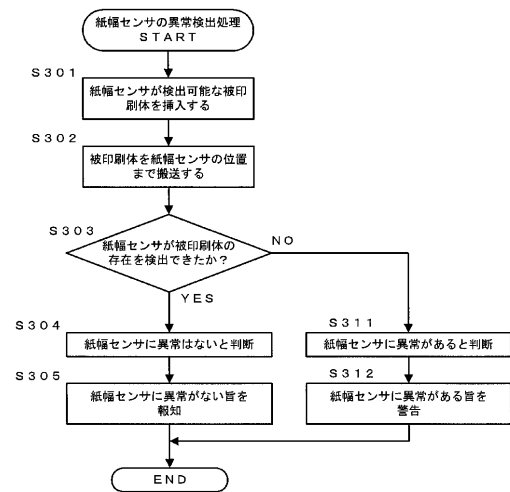 紙幅センサの異常検出処理
START
S301
紙幅センサが検出可能な被印
刷体を挿入する
S302
被印刷体を紙幅センサの位置
まで搬送する
S303
紙幅センサが被印刷体の
存在を検出できたか？
NO
YES
S304
紙幅センサに異常はないと判断
S311
紙幅センサに異常があると判断
S305
紙幅センサに異常がない旨を
報知
S312
紙幅センサに異常がある旨を
警告
END